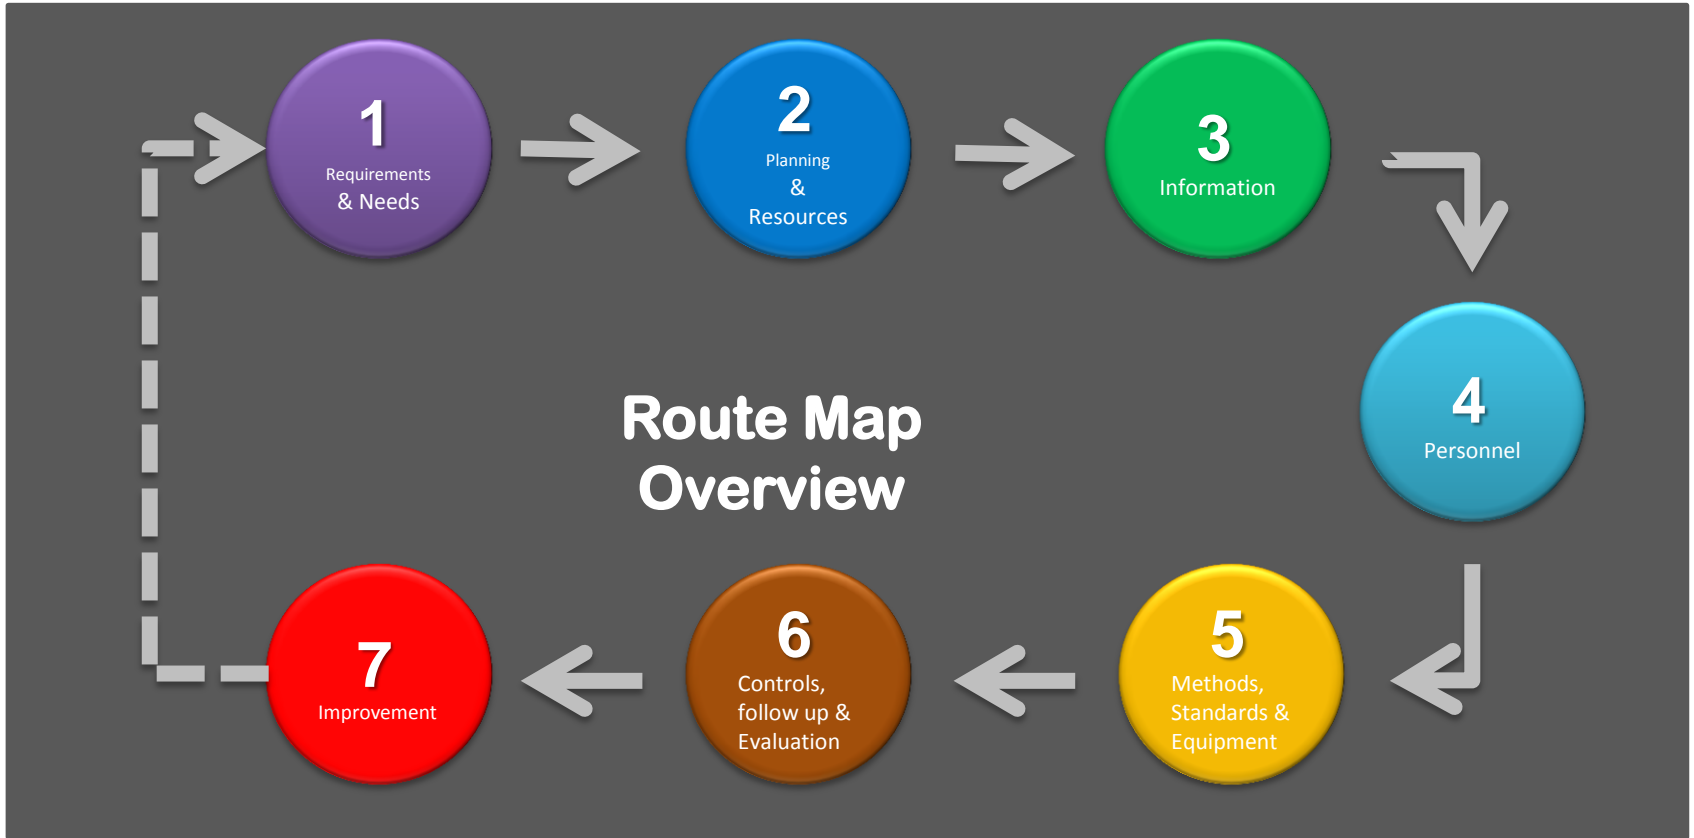 1
Requirements
& Needs
2
Planning
&
Resources
3
Information
4
Personnel
Route Map
Overview
5
Methods,
Standards &
Equipment
6
Controls,
follow up &
Evaluation
7
Improvement